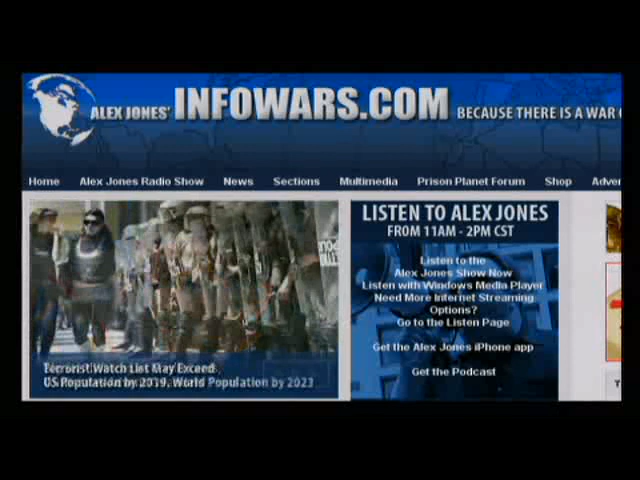 ALEX JONES' INFOWARS.COM BECAUSE THERE IS A WAR
Home Alex Jones Radio Show News Sections Multimedia Prison Planet Forum Shop Adver
LISTEN TO ALEX JONES
FROM 11AM - 2PM CST
Listen to the
Alex Jones Show Now
Listen with Windows Media Player
Need More Internet Streaming
Options?
Go to the Listen Page
Get the Alex Jones iPhone app
Get the Podcast
Terrorist Watch List May Exceed
US Population by 2019, World Population by 2023